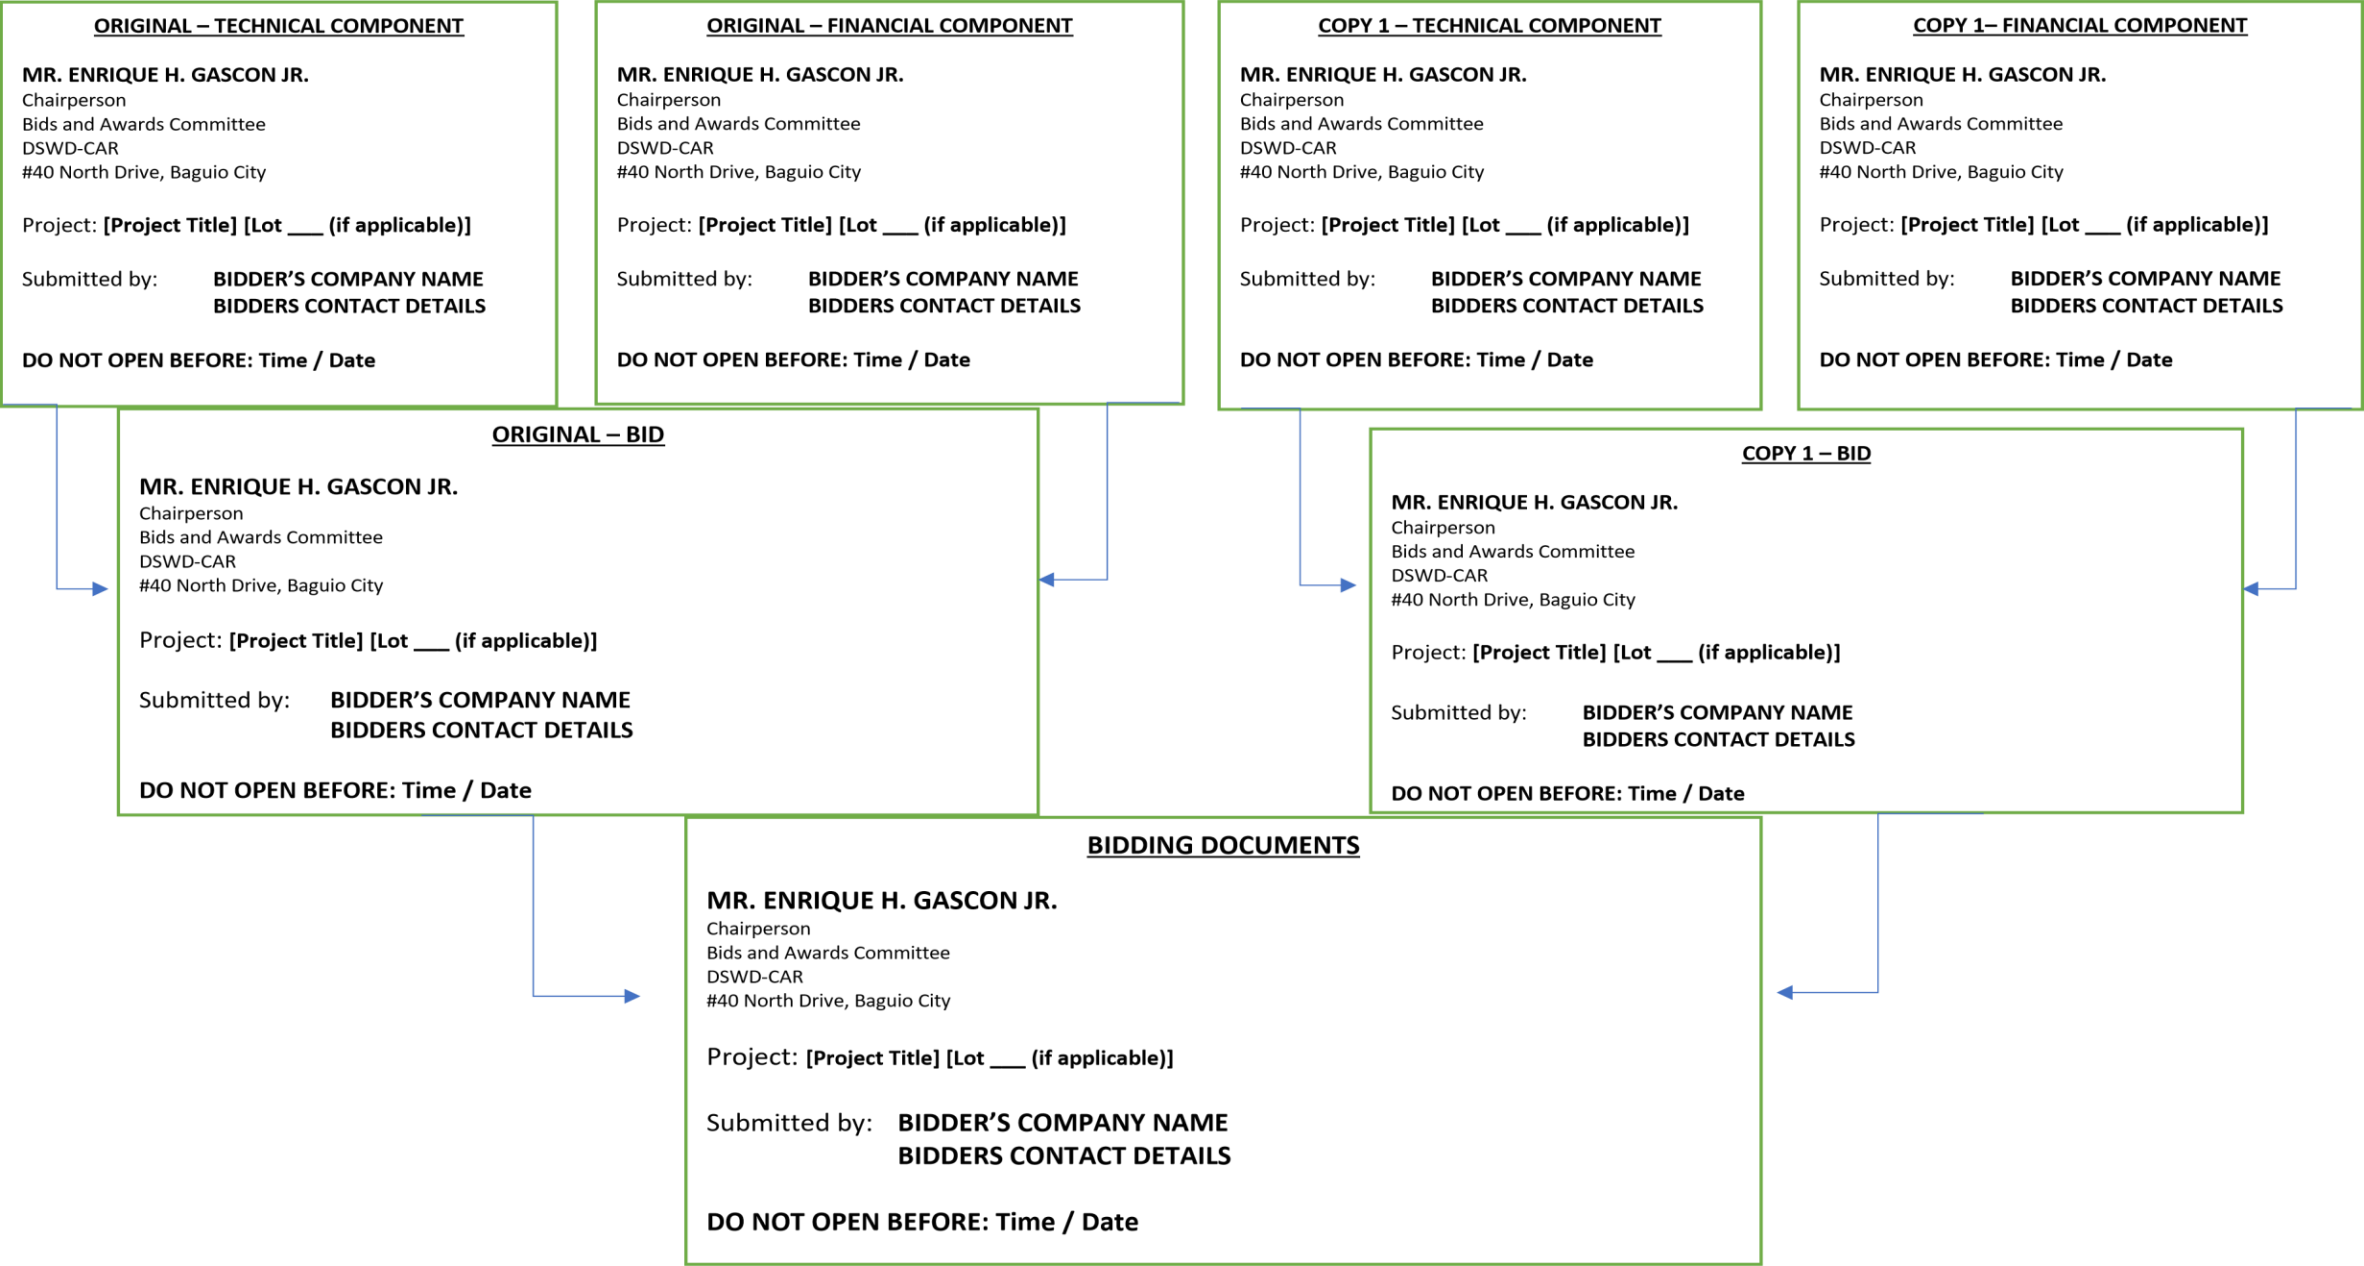 ORIGINAL – TECHNICAL COMPONENT
MR. ENRIQUE H. GASCON JR.
Chairperson
Bids and Awards Committee
DSWD-CAR
#40 North Drive, Baguio City
Project: [Project Title] [Lot ___ (if applicable)]
Submitted by: BIDDER’S COMPANY NAME
BIDDERS CONTACT DETAILS
DO NOT OPEN BEFORE: Time / Date
ORIGINAL – FINANCIAL COMPONENT
MR. ENRIQUE H. GASCON JR.
Chairperson
Bids and Awards Committee
DSWD-CAR
#40 North Drive, Baguio City
Project: [Project Title] [Lot ___ (if applicable)]
Submitted by: BIDDER’S COMPANY NAME
BIDDERS CONTACT DETAILS
DO NOT OPEN BEFORE: Time / Date
COPY 1 – TECHNICAL COMPONENT
MR. ENRIQUE H. GASCON JR.
Chairperson
Bids and Awards Committee
DSWD-CAR
#40 North Drive, Baguio City
Project: [Project Title] [Lot ___ (if applicable)]
Submitted by: BIDDER’S COMPANY NAME
BIDDERS CONTACT DETAILS
DO NOT OPEN BEFORE: Time / Date
COPY 1– FINANCIAL COMPONENT
MR. ENRIQUE H. GASCON JR.
Chairperson
Bids and Awards Committee
DSWD-CAR
#40 North Drive, Baguio City
Project: [Project Title] [Lot ___ (if applicable)]
Submitted by: BIDDER’S COMPANY NAME
BIDDERS CONTACT DETAILS
DO NOT OPEN BEFORE: Time / Date
ORIGINAL – BID
MR. ENRIQUE H. GASCON JR.
Chairperson
Bids and Awards Committee
DSWD-CAR
#40 North Drive, Baguio City
Project: [Project Title] [Lot ___ (if applicable)]
Submitted by: BIDDER’S COMPANY NAME
BIDDERS CONTACT DETAILS
DO NOT OPEN BEFORE: Time / Date
COPY 1 – BID
MR. ENRIQUE H. GASCON JR.
Chairperson
Bids and Awards Committee
DSWD-CAR
#40 North Drive, Baguio City
Project: [Project Title] [Lot ___ (if applicable)]
Submitted by: BIDDER’S COMPANY NAME
BIDDERS CONTACT DETAILS
DO NOT OPEN BEFORE: Time / Date
BIDDING DOCUMENTS
MR. ENRIQUE H. GASCON JR.
Chairperson
Bids and Awards Committee
DSWD-CAR
#40 North Drive, Baguio City
Project: [Project Title] [Lot ___ (if applicable)]
Submitted by: BIDDER’S COMPANY NAME
BIDDERS CONTACT DETAILS
DO NOT OPEN BEFORE: Time / Date